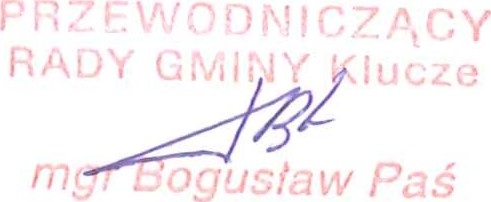 PRZEWODNICZĄCY
RADY GMINY Klucze
mgr Bogusław Paś